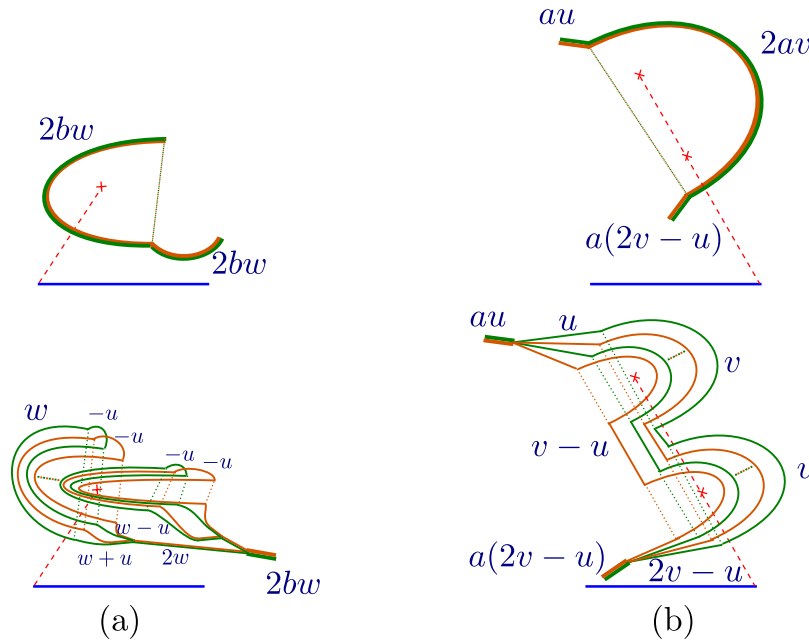 au
2av
2bw
a(2v − u)
2bw
au
u
v
w
−u
−u
−u
−u
v − u
v
w − u
w + u
2w
2bw
a(2v − u)
2v − u
(a)
(b)